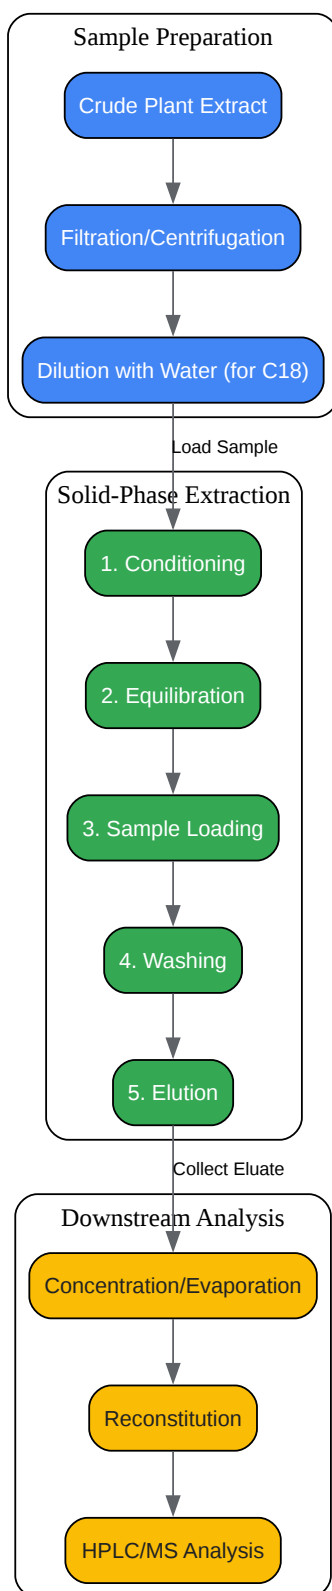 Sample Preparation
Crude Plant Extract
Filtration/Centrifugation
Dilution with Water (for C18)
Load Sample
Solid-Phase Extraction
1. Conditioning
2. Equilibration
3. Sample Loading
4. Washing
5. Elution
Collect Eluate
Downstream Analysis
Concentration/Evaporation
Reconstitution
HPLC/MS Analysis